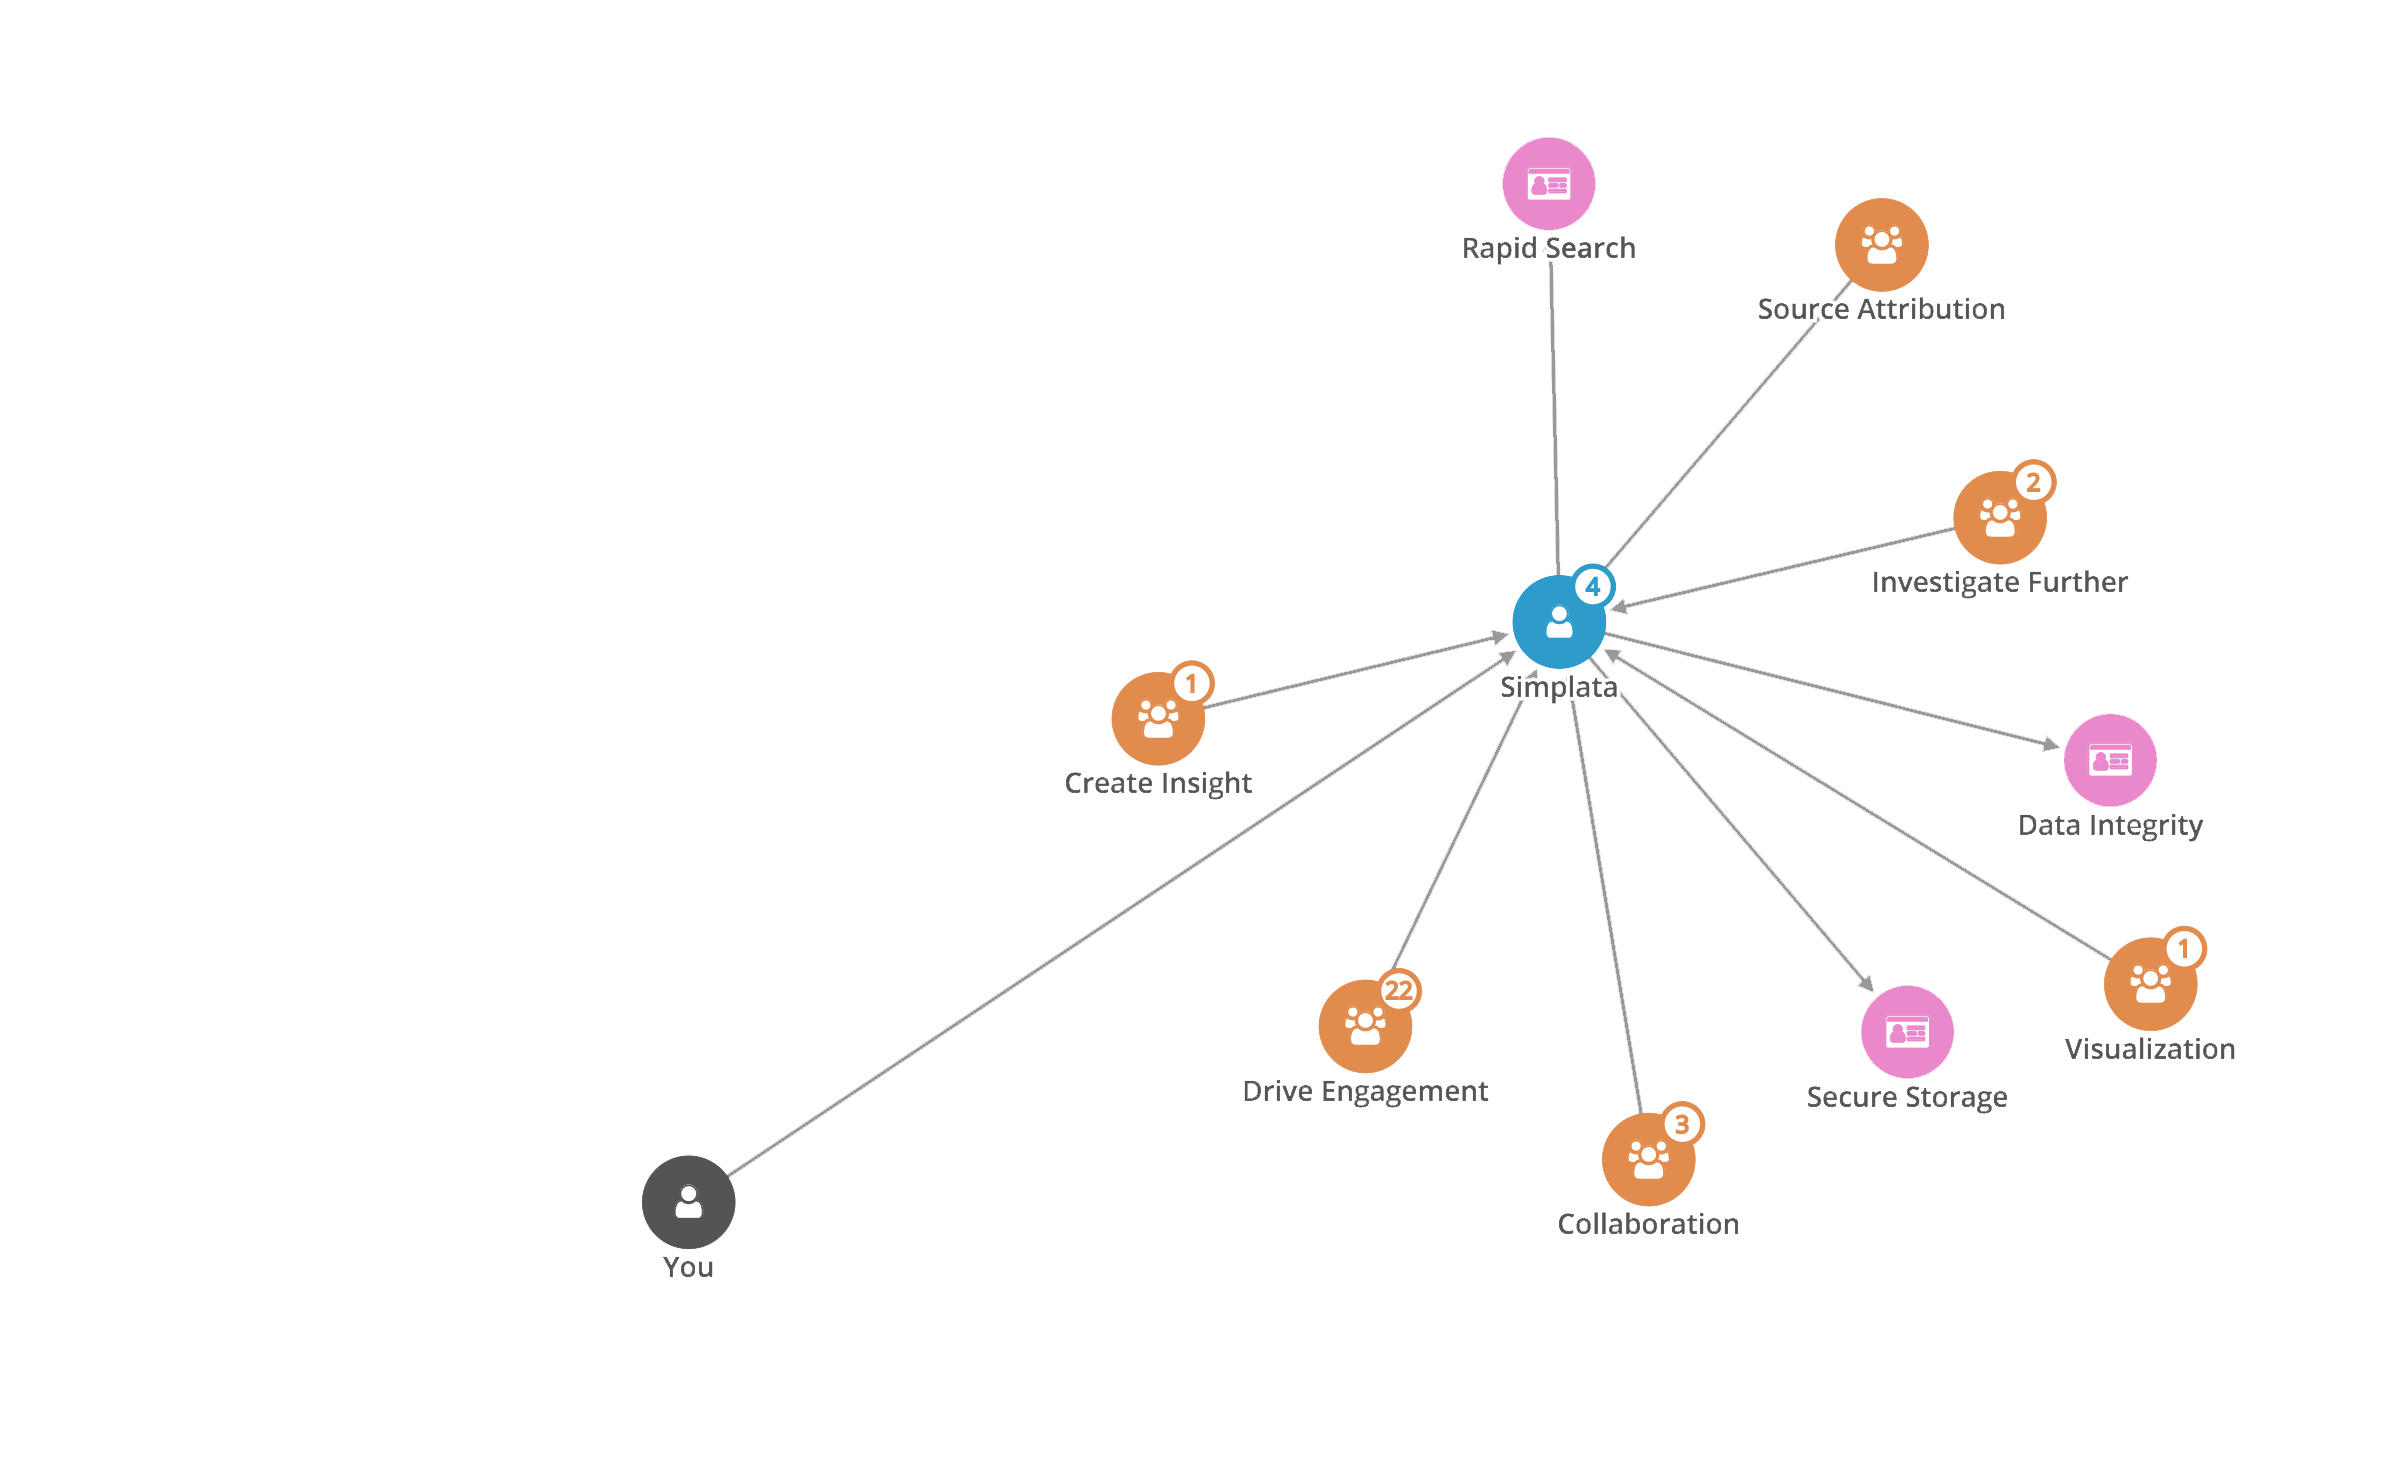 Rapid Search
Source Attribution
2
Investigate Further
4
Simplata
1
Create Insight
Data Integrity
1
Visualization
22
Drive Engagement
Secure Storage
3
Collaboration
You